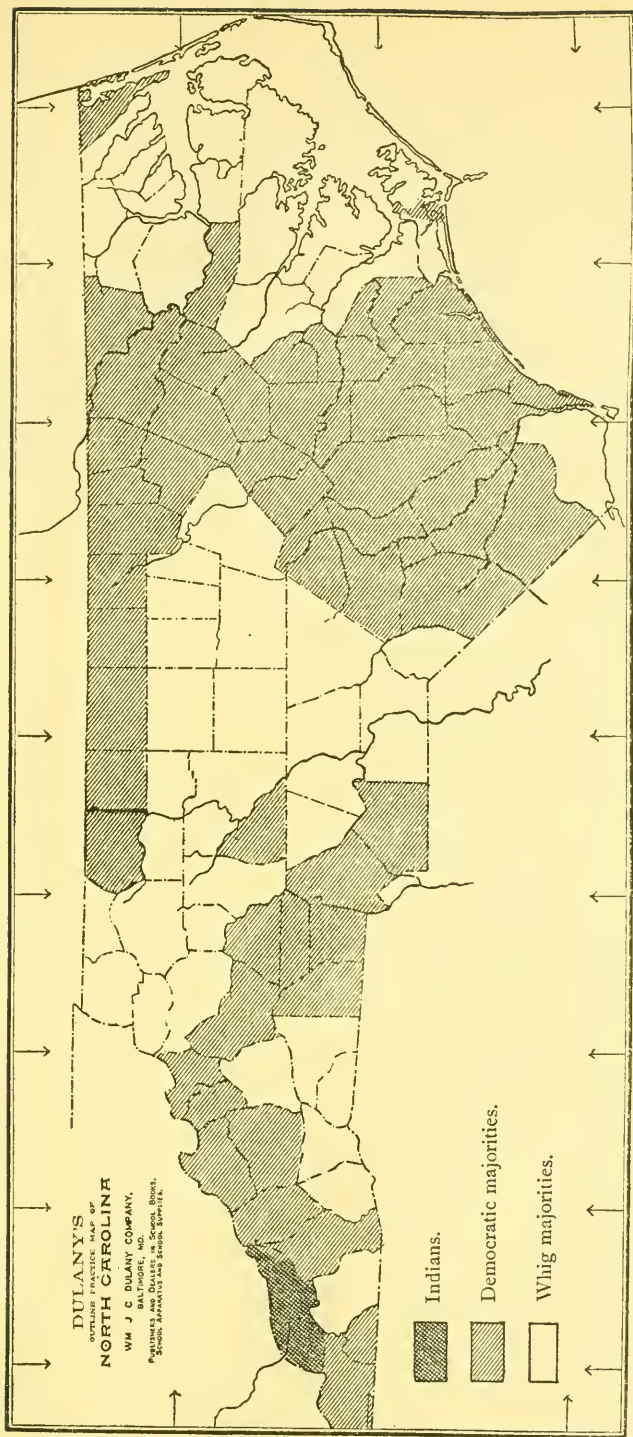 DULANY'S
OUTLINE PRACTICE MAP OF
NORTH CAROLINA
WM J C DULANY COMPANY,
BALTIMORE, MD.
PUBLISHERS AND DEALERS IN SCHOOL BOOKS,
SCHOOL APPARATUS AND SCHOOL SUPPLIES.
Indians.
Democratic majorities.
Whig majorities.